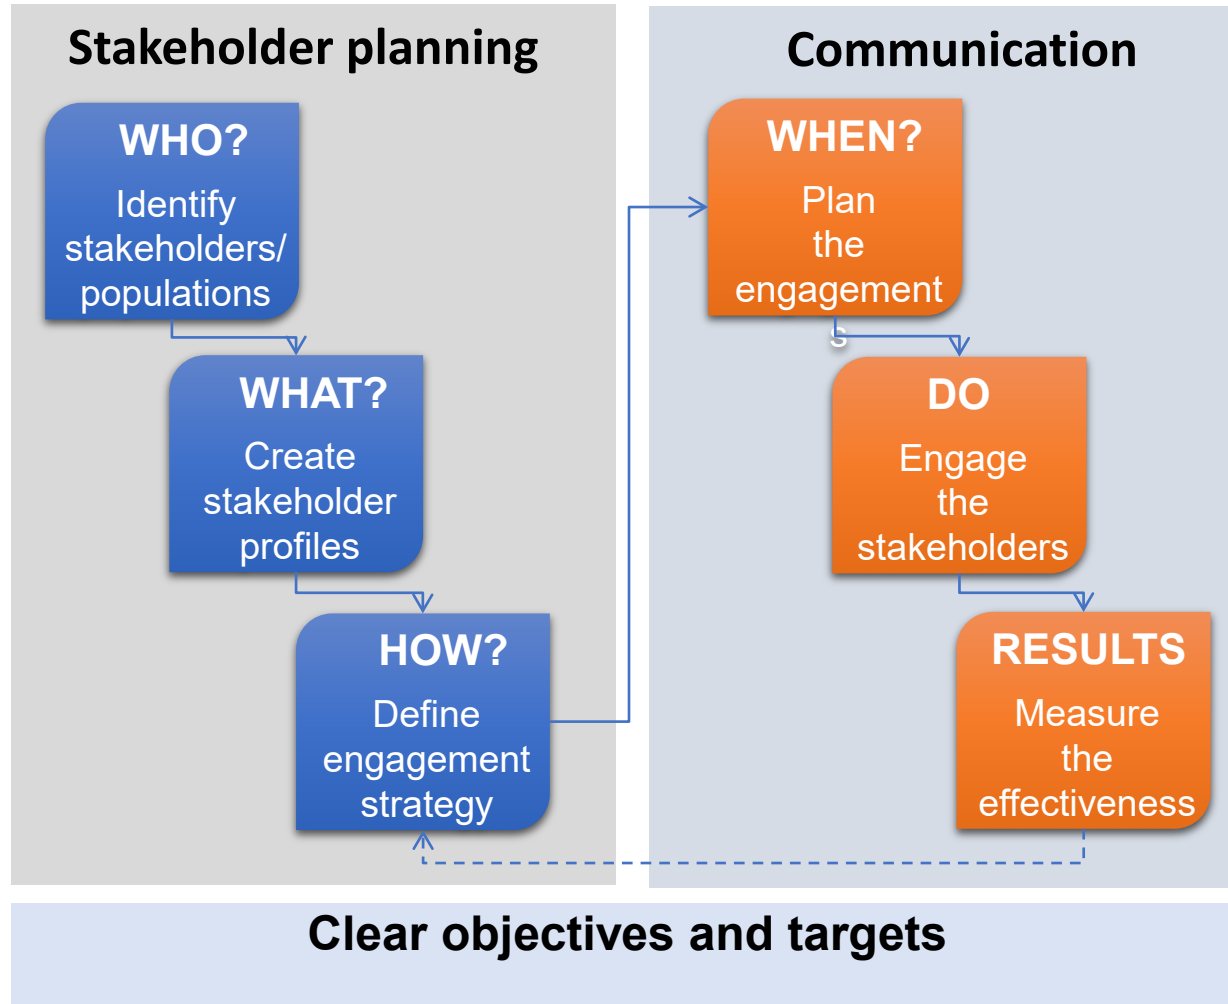 Stakeholder planning
WHO?
Identify
stakeholders/
populations
WHAT?
Create
stakeholder
profiles
HOW?
Define
engagement
strategy
Communication
WHEN?
Plan
the
engagement
s
DO
Engage
the
stakeholders
RESULTS
Measure
the
effectiveness
Clear objectives and targets